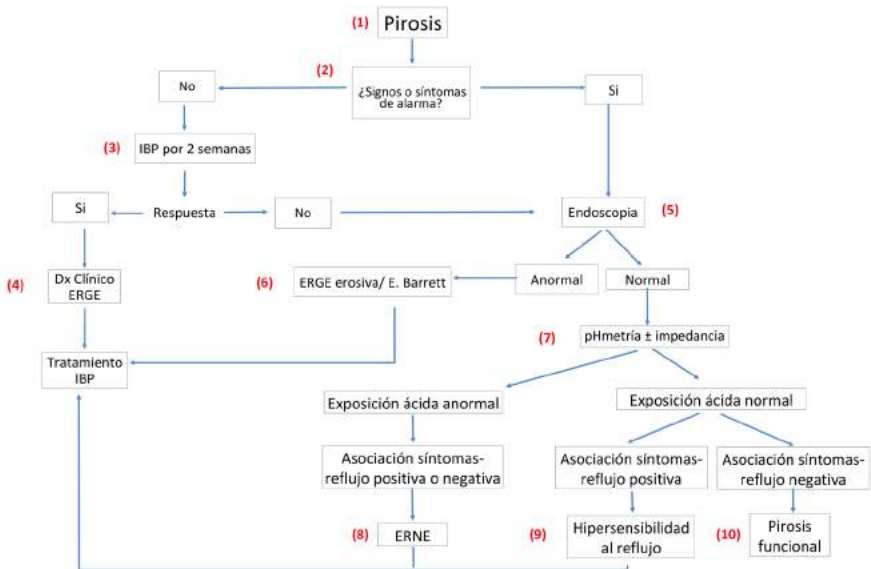 (1)
Pirosis
(2)
¿Signos o síntomas
de alarma?
No
Si
(3)
IBP por 2 semanas
Si
Respuesta
No
Endoscopia
(5)
(4)
Dx Clínico
ERGE
(6)
ERGE erosiva/ E. Barrett
Anormal
Normal
(7)
pHmetría ± impedancia
Tratamiento
IBP
Exposición ácida anormal
Exposición ácida normal
Asociación síntomas-
reflujo positiva o negativa
Asociación síntomas-
reflujo positiva
Asociación síntomas-
reflujo negativa
(8)
ERNE
(9)
Hipersensibilidad
al reflujo
(10)
Pirosis
funcional